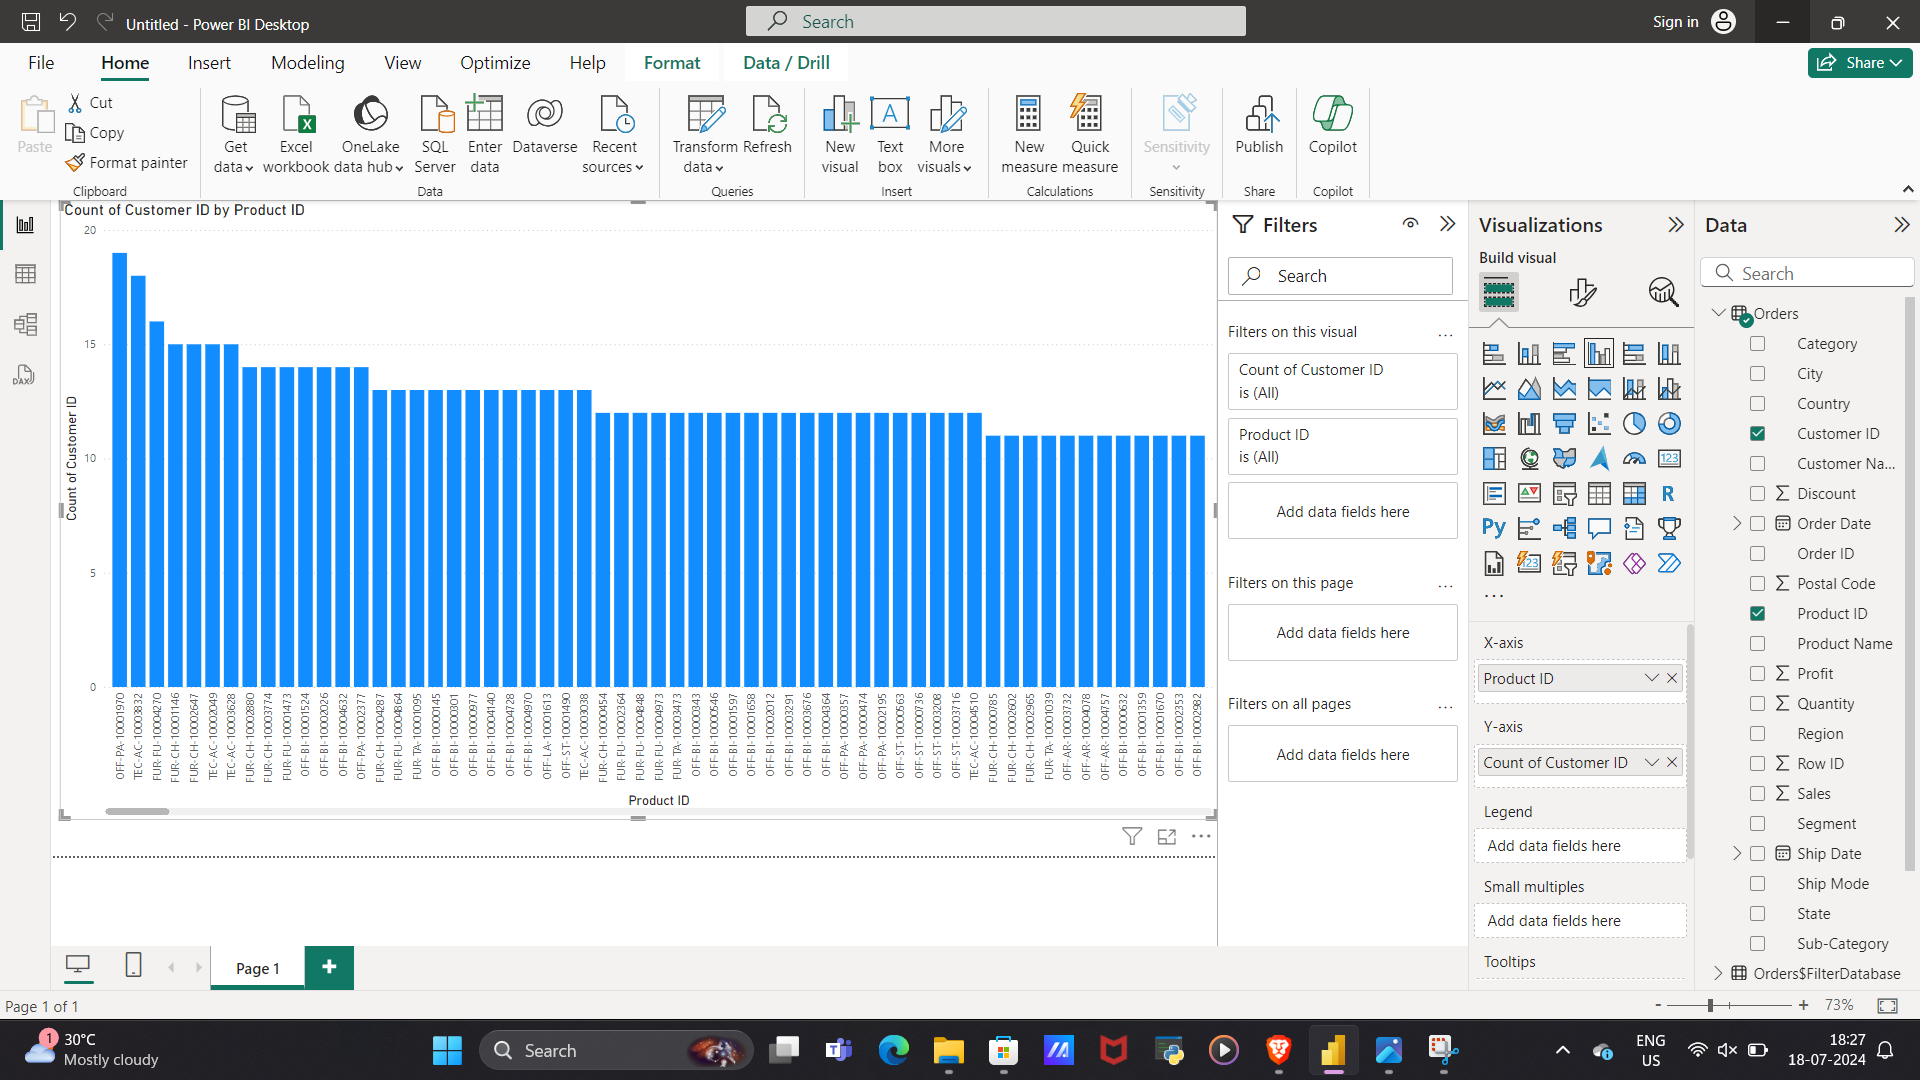 Untitled - Power BI Desktop
Search
Sign in
File Home Insert Modeling View Optimize Help Format Data / Drill
Share
Paste
Cut
Copy
Format painter
Clipboard
Get data
Excel workbook
OneLake data hub
SQL Server
Enter data
Dataverse
Recent sources
Data
Transform data
Refresh
Queries
New visual
Text box
More visuals
Insert
New measure
Quick measure
Calculations
Sensitivity
Sensitivity
Publish
Share
Copilot
Copilot
Count of Customer ID by Product ID
20
15
10
5
0
Count of Customer ID
OFF-PA-10001970
TEC-AC-10003832
FUR-FU-10004270
FUR-CH-10001146
FUR-CH-10002647
TEC-AC-10002049
TEC-AC-10003628
FUR-CH-10002880
FUR-CH-10003774
FUR-FU-10001473
OFF-BI-10001524
OFF-BI-10002026
OFF-BI-10004632
OFF-PA-10002377
FUR-CH-10004287
FUR-FU-10004864
FUR-TA-10001095
OFF-BI-10000145
OFF-BI-10000301
OFF-BI-10000977
OFF-BI-10004140
OFF-BI-10004728
OFF-BI-10004970
OFF-LA-10001613
OFF-ST-10001490
TEC-AC-10003038
FUR-CH-10000454
FUR-FU-10002364
FUR-FU-10004848
FUR-FU-10004973
FUR-TA-10003473
OFF-BI-10000343
OFF-BI-10000546
OFF-BI-10001597
OFF-BI-10001658
OFF-BI-10002012
OFF-BI-10003291
OFF-BI-10003676
OFF-BI-10004364
OFF-PA-10000357
OFF-PA-10000474
OFF-PA-10002195
OFF-ST-10000563
OFF-ST-10000736
OFF-ST-10003208
OFF-ST-10003716
TEC-AC-10004510
FUR-CH-10000785
FUR-CH-10002602
FUR-CH-10002965
FUR-TA-10001039
OFF-AR-10003732
OFF-AR-10004078
OFF-AR-10004757
OFF-BI-10000632
OFF-BI-10001359
OFF-BI-10001670
OFF-BI-10002353
OFF-BI-10002982
Product ID
Filters
Search
Filters on this visual
Count of Customer ID
is (All)
Product ID
is (All)
Add data fields here
Filters on this page
Add data fields here
Filters on all pages
Add data fields here
Visualizations
Build visual
123
R
Py
123
X-axis
Product ID
Y-axis
Count of Customer ID
Legend
Add data fields here
Small multiples
Add data fields here
Tooltips
Data
Search
Orders
Category
City
Country
Customer ID
Customer Na...
Discount
Order Date
Order ID
Postal Code
Product ID
Product Name
Profit
Quantity
Region
Row ID
Sales
Segment
Ship Date
Ship Mode
State
Sub-Category
Orders$FilterDatabase
DAX
Page 1
Page 1 of 1
73%
1
30°C
Mostly cloudy
Search
ENG
US
18:27
18-07-2024